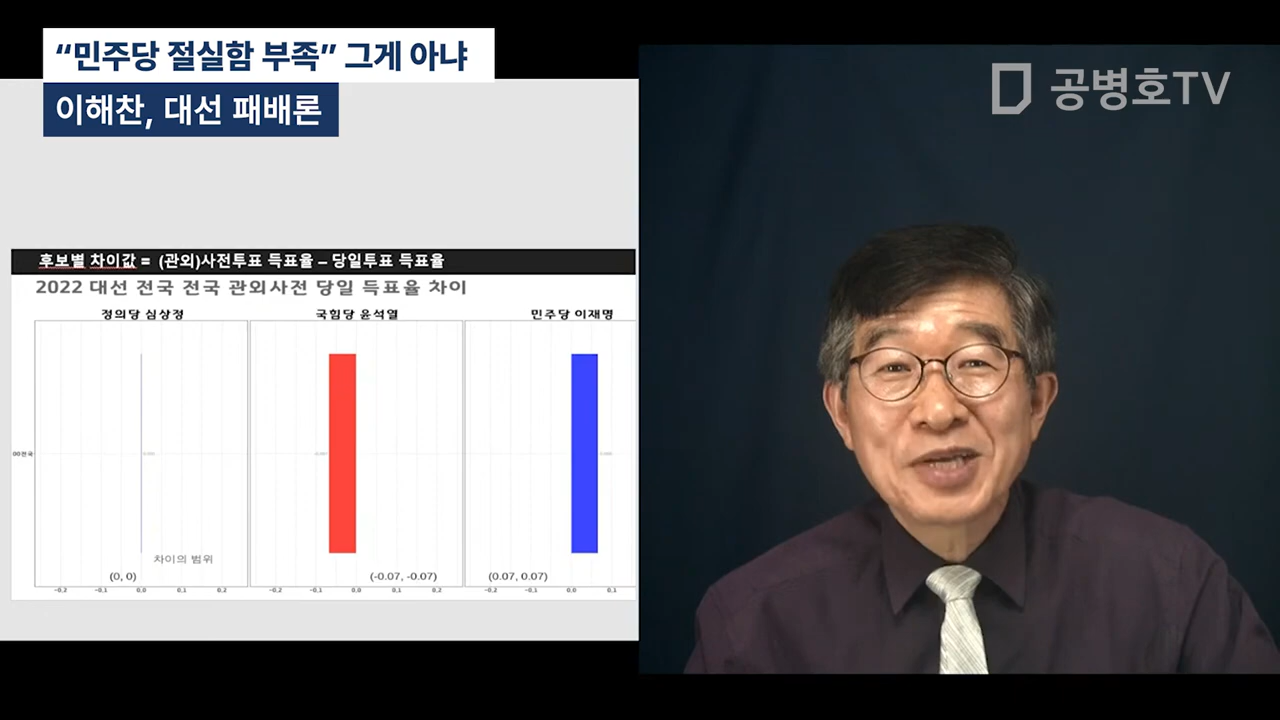 “민주당 절실함 부족” 그게 아냐
이해찬, 대선 패배론
공병호TV
후보별 차이값 = (관외)사전투표 득표율 – 당일투표 득표율
2022 대선 전국 전국 관외사전 당일 득표율 차이
정의당 심상정
국힘당 윤석열
민주당 이재명
00전국
차이의 범위
(0, 0)
(-0.07, -0.07)
(0.07, 0.07)
-0.2 -0.1 0.0 0.1 0.2
-0.2 -0.1 0.0 0.1 0.2
-0.2 -0.1 0.0 0.1